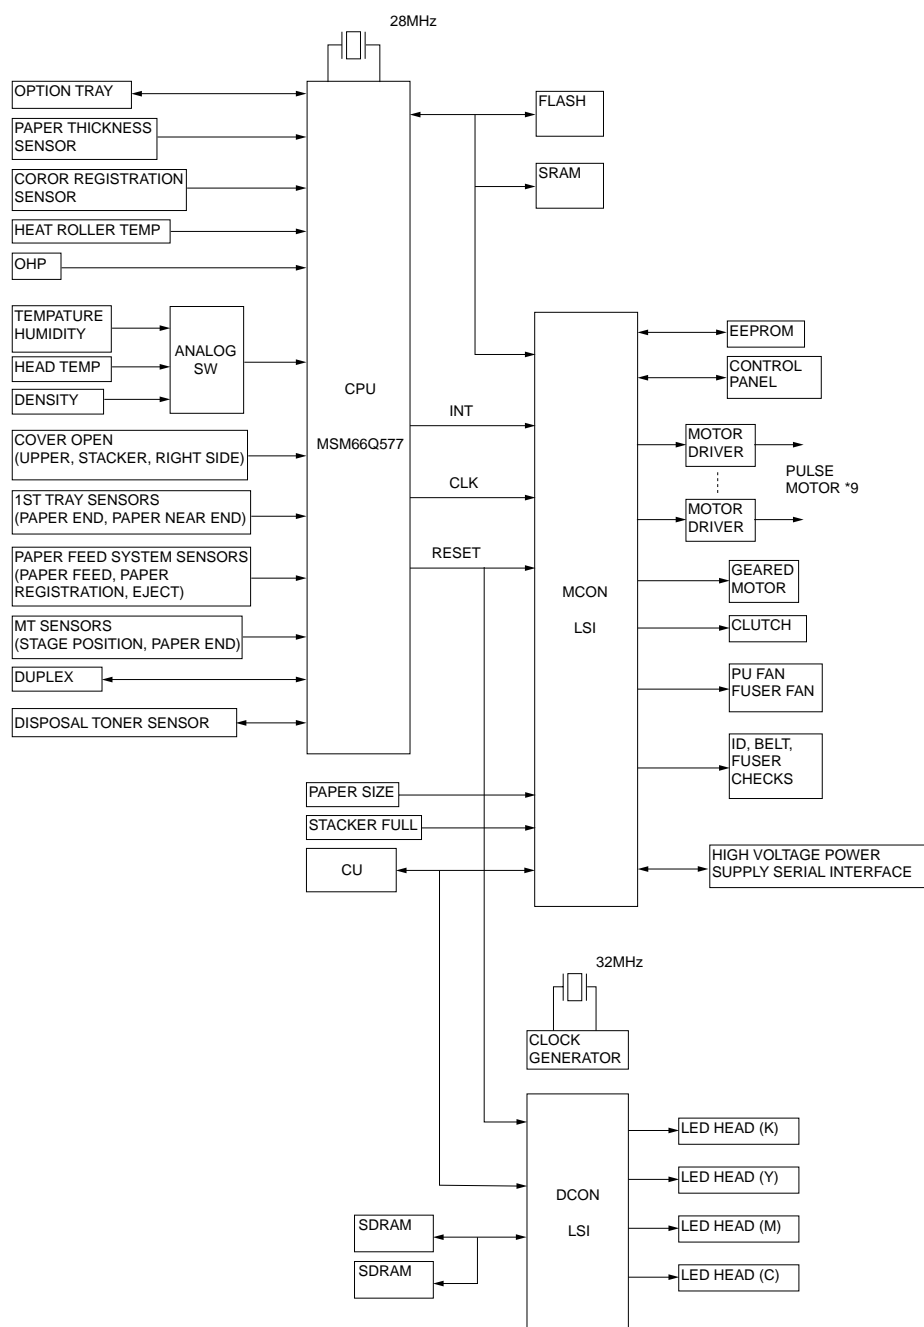 28MHz
OPTION TRAY
PAPER THICKNESS
SENSOR
COROR REGISTRATION
SENSOR
HEAT ROLLER TEMP
OHP
TEMPATURE
HUMIDITY
HEAD TEMP
DENSITY
ANALOG
SW
COVER OPEN
(UPPER, STACKER, RIGHT SIDE)
1ST TRAY SENSORS
(PAPER END, PAPER NEAR END)
PAPER FEED SYSTEM SENSORS
(PAPER FEED, PAPER
REGISTRATION, EJECT)
MT SENSORS
(STAGE POSITION, PAPER END)
DUPLEX
DISPOSAL TONER SENSOR
CPU
MSM66Q577
FLASH
SRAM
INT
CLK
RESET
MCON
LSI
EEPROM
CONTROL
PANEL
MOTOR
DRIVER
MOTOR
DRIVER
PULSE
MOTOR *9
GEARED
MOTOR
CLUTCH
PU FAN
FUSER FAN
ID, BELT,
FUSER
CHECKS
HIGH VOLTAGE POWER
SUPPLY SERIAL INTERFACE
PAPER SIZE
STACKER FULL
CU
32MHz
CLOCK
GENERATOR
DCON
LSI
SDRAM
SDRAM
LED HEAD (K)
LED HEAD (Y)
LED HEAD (M)
LED HEAD (C)